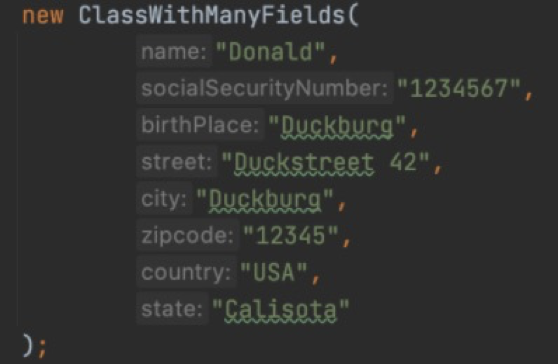 new ClassWithManyFields(
name: "Donald",
socialSecurityNumber: "1234567",
birthPlace: "Duckburg",
street: "Duckstreet 42",
city: "Duckburg",
zipcode: "12345",
country: "USA",
state: "Calisota"
);